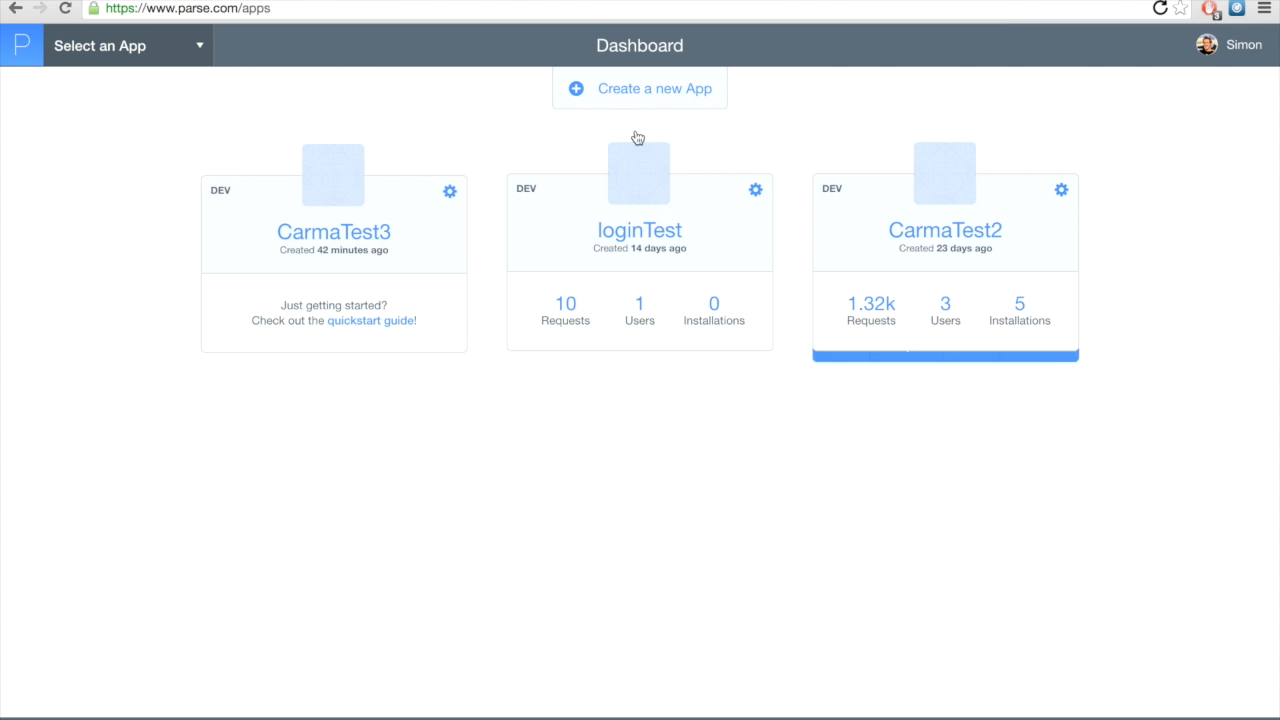 https://www.parse.com/apps
3
P
Select an App
Dashboard
Simon
Create a new App
DEV
CarmaTest3
Created 42 minutes ago
Just getting started?
Check out the quickstart guide!
DEV
loginTest
Created 14 days ago
10 1 0
Requests Users Installations
DEV
CarmaTest2
Created 23 days ago
1.32k 3 5
Requests Users Installations